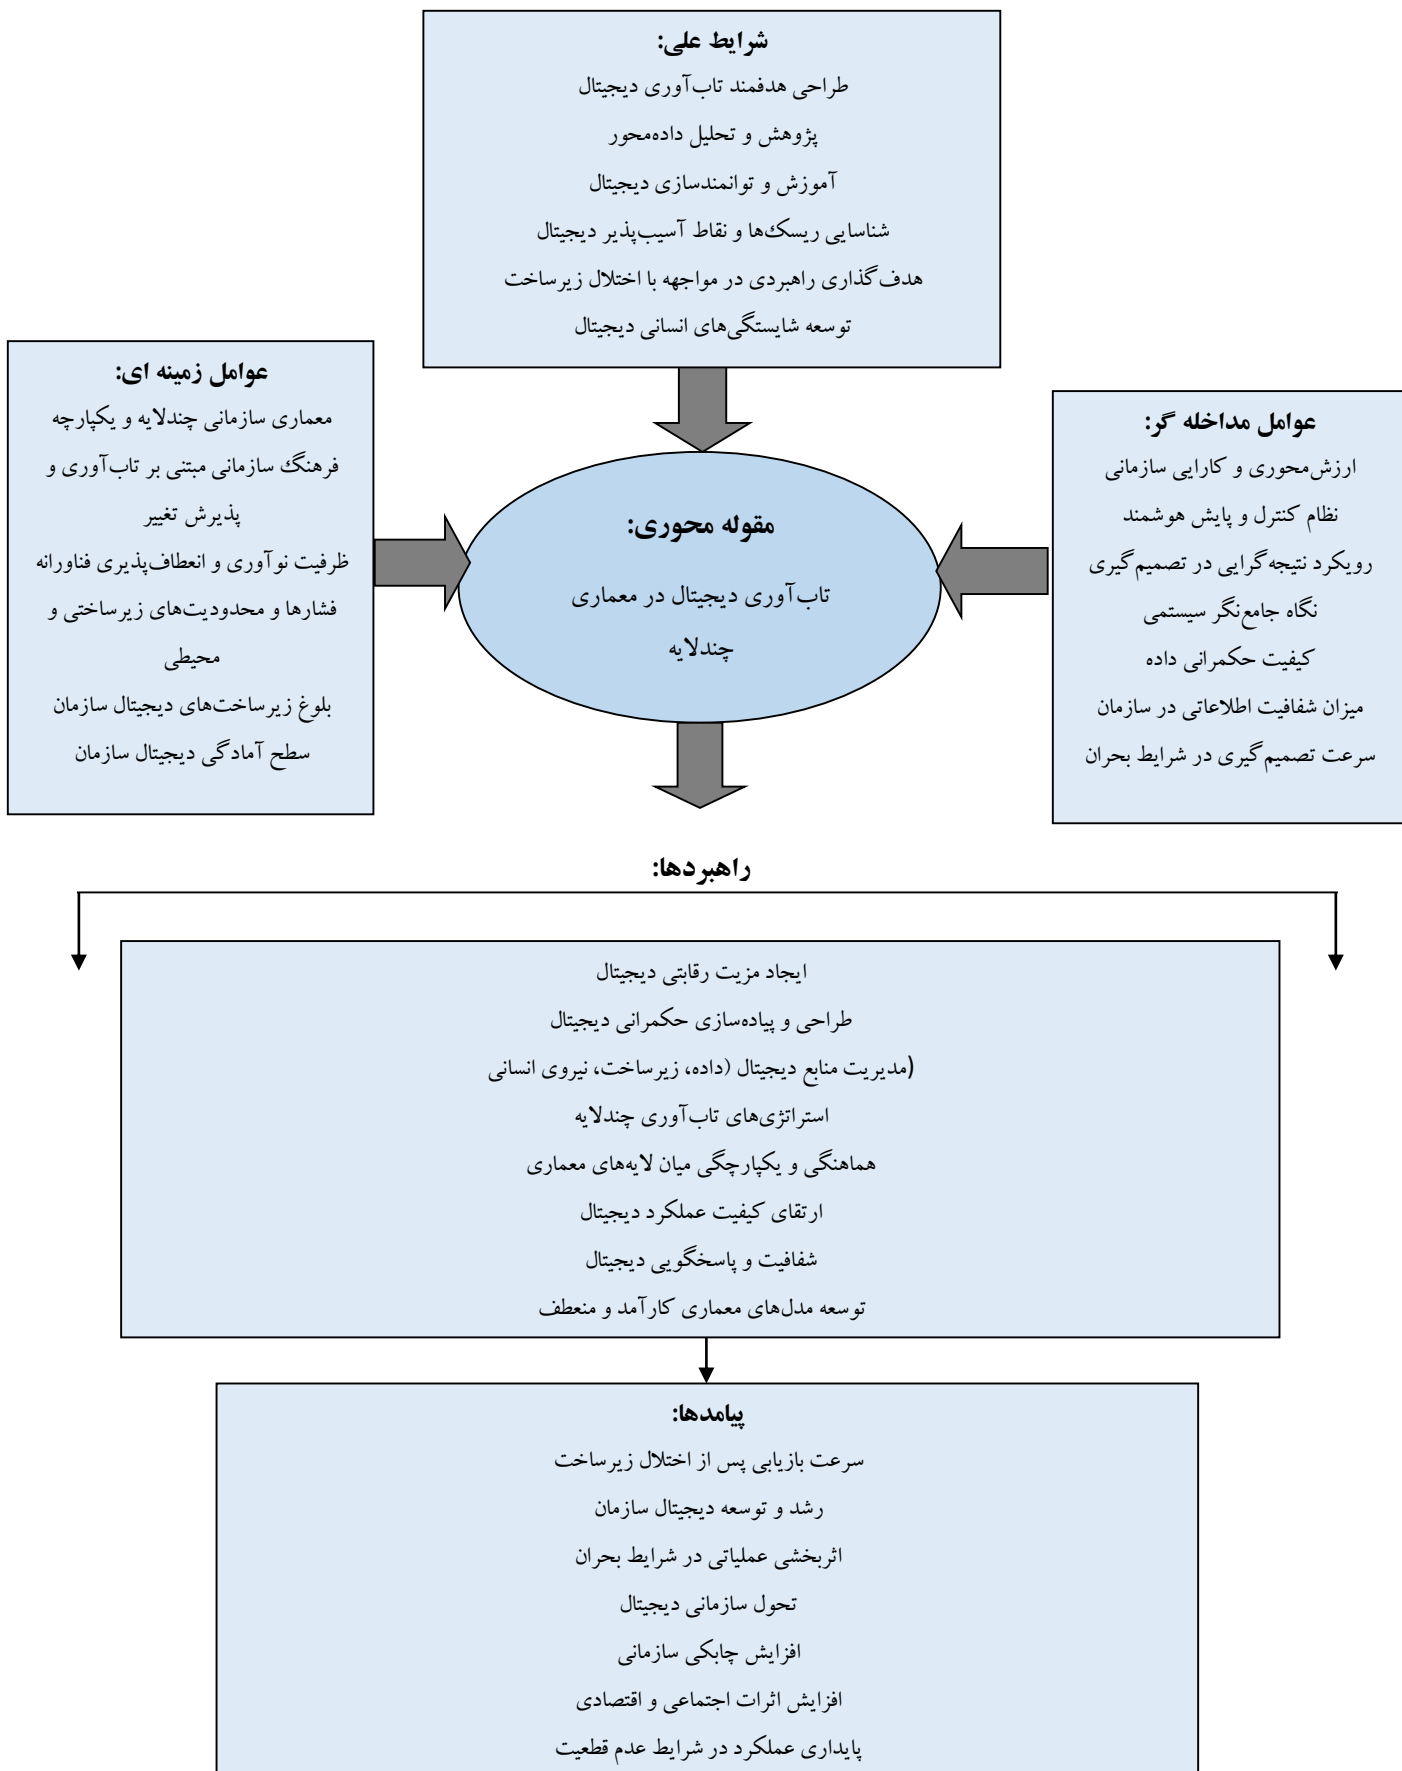 شرایط علی:
طراحی هدفمند تاب‌آوری دیجیتال
پژوهش و تحلیل داده‌محور
آموزش و توانمندسازی دیجیتال
شناسایی ریسک‌ها و نقاط آسیب‌پذیر دیجیتال
هدف‌گذاری راهبردی در مواجهه با اختلال زیرساخت
توسعه شایستگی‌های انسانی دیجیتال
عوامل مداخله گر:
ارزش‌محوری و کارایی سازمانی
نظام کنترل و پایش هوشمند
رویکرد نتیجه‌گرایی در تصمیم‌گیری
نگاه جامع‌نگر سیستمی
کیفیت حکمرانی داده
میزان شفافیت اطلاعاتی در سازمان
سرعت تصمیم‌گیری در شرایط بحران
مقوله محوری:
تاب‌آوری دیجیتال در معماری
چندلایه
عوامل زمینه ای:
معماری سازمانی چندلایه و یکپارچه
فرهنگ سازمانی مبتنی بر تاب‌آوری و
پذیرش تغییر
ظرفیت نوآوری و انعطاف‌پذیری فناورانه
فشارها و محدودیت‌های زیرساختی و
محیطی
بلوغ زیرساخت‌های دیجیتال سازمان
سطح آمادگی دیجیتال سازمان
راهبردها:
ایجاد مزیت رقابتی دیجیتال
طراحی و پیاده‌سازی حکمرانی دیجیتال
(مدیریت منابع دیجیتال (داده، زیرساخت، نیروی انسانی
استراتژی‌های تاب‌آوری چندلایه
هماهنگی و یکپارچگی میان لایه‌های معماری
ارتقای کیفیت عملکرد دیجیتال
شفافیت و پاسخگویی دیجیتال
توسعه مدل‌های معماری کارآمد و منعطف
پیامدها:
سرعت بازیابی پس از اختلال زیرساخت
رشد و توسعه دیجیتال سازمان
اثربخشی عملیاتی در شرایط بحران
تحول سازمانی دیجیتال
افزایش چابکی سازمانی
افزایش اثرات اجتماعی و اقتصادی
پایداری عملکرد در شرایط عدم قطعیت